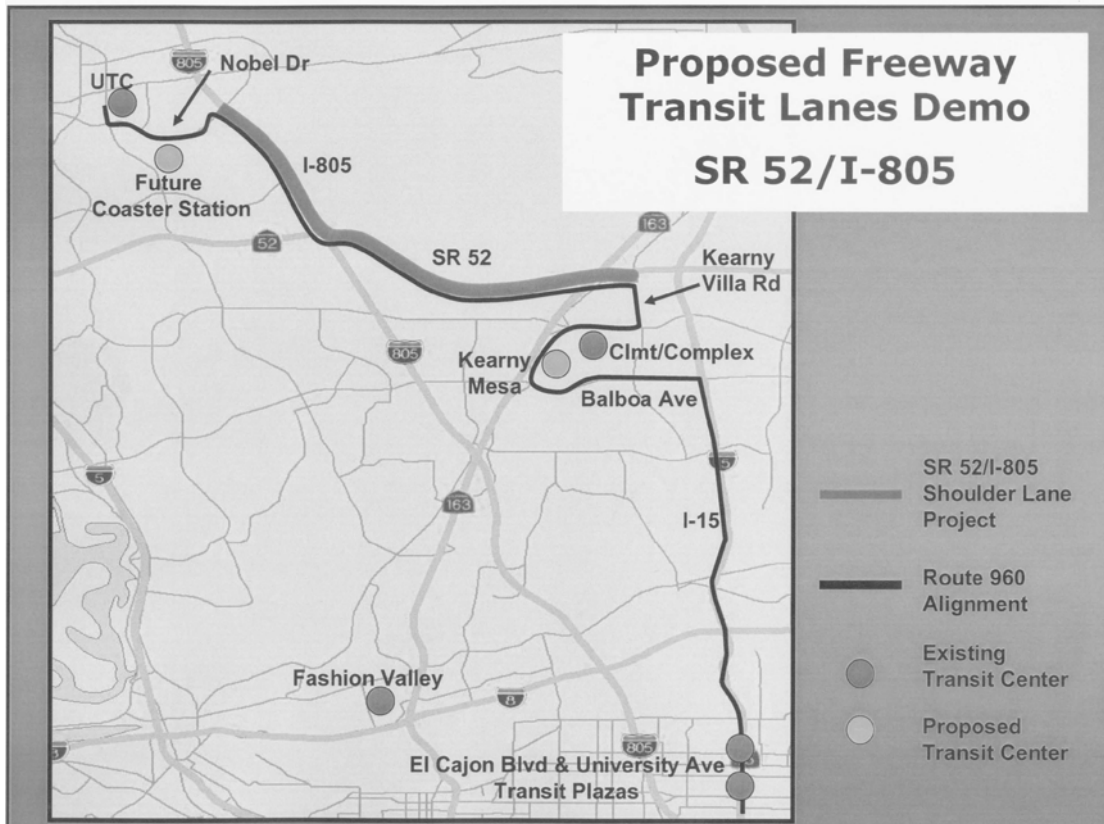 Proposed Freeway
Transit Lanes Demo
SR 52/I-805
805
Nobel Dr
UTC
I-805
Future
Coaster Station
52
SR 52
163
Kearny
Villa Rd
805
Kearny
Mesa
Clmt/Complex
Balboa Ave
5
163
I-15
Fashion Valley
8
805
El Cajon Blvd & University Ave
Transit Plazas
SR 52/I-805
Shoulder Lane
Project
Route 960
Alignment
Existing
Transit Center
Proposed
Transit Center